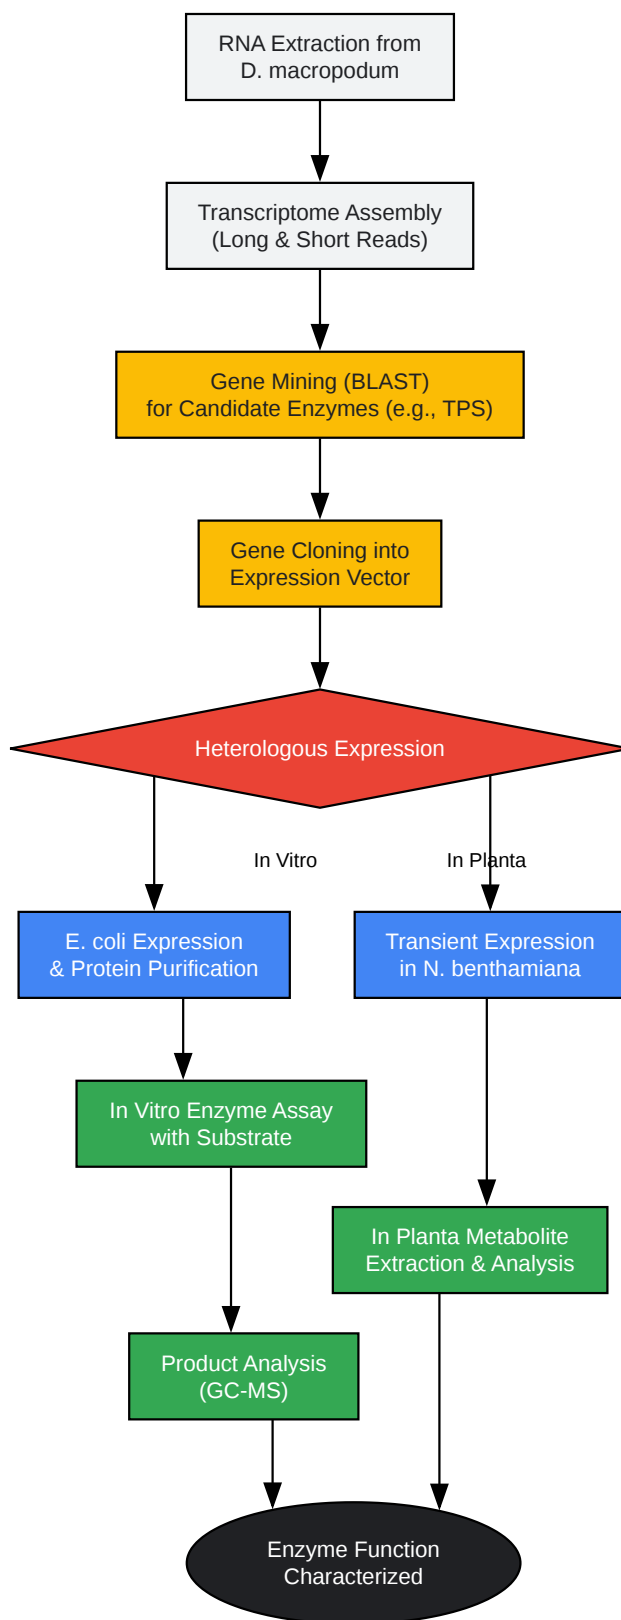 RNA Extraction from
D. macropodum
Transcriptome Assembly
(Long & Short Reads)
Gene Mining (BLAST)
for Candidate Enzymes (e.g., TPS)
Gene Cloning into
Expression Vector
Heterologous Expression
In Vitro
In Planta
E. coli Expression
& Protein Purification
Transient Expression
in N. benthamiana
In Vitro Enzyme Assay
with Substrate
In Planta Metabolite
Extraction & Analysis
Product Analysis
(GC-MS)
Enzyme Function
Characterized